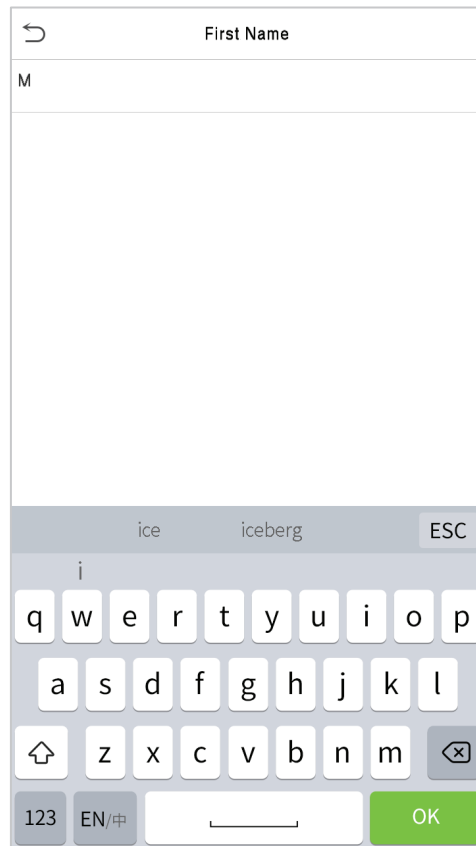 First Name
M
ice iceberg ESC
i
q w e r t y u i o p
a s d f g h j k l
z x c v b n m
123 EN/中 OK